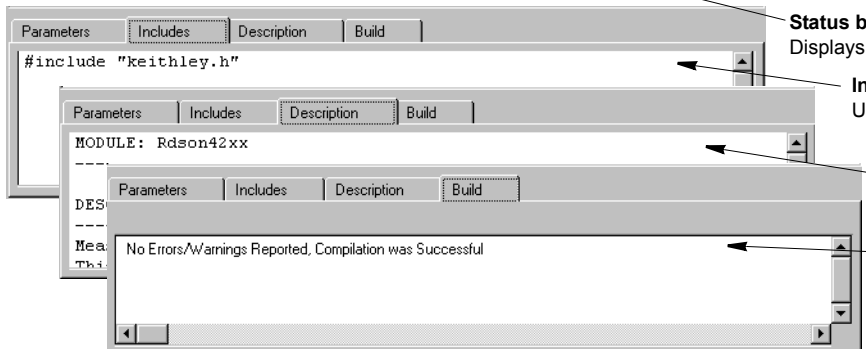 Status b
Displays
Parameters Includes Description Build
#include "keithley.h"
In
U
Parameters Includes Description Build
MODULE: Rdson42xx
----
DES
----
Mea
Thi
Parameters Includes Description Build
No Errors/Warnings Reported, Compilation was Successful